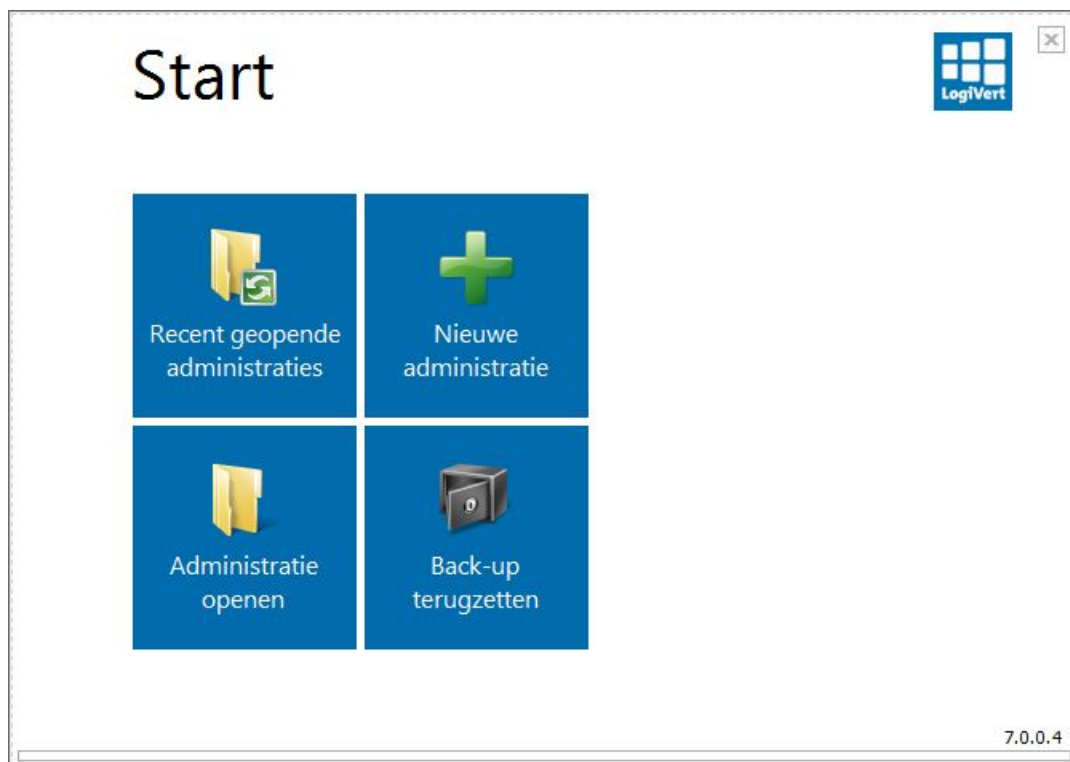 Start
LogiVert
Recent geopende
administraties
Nieuwe
administratie
Administratie
openen
Back-up
terugzetten
7.0.0.4